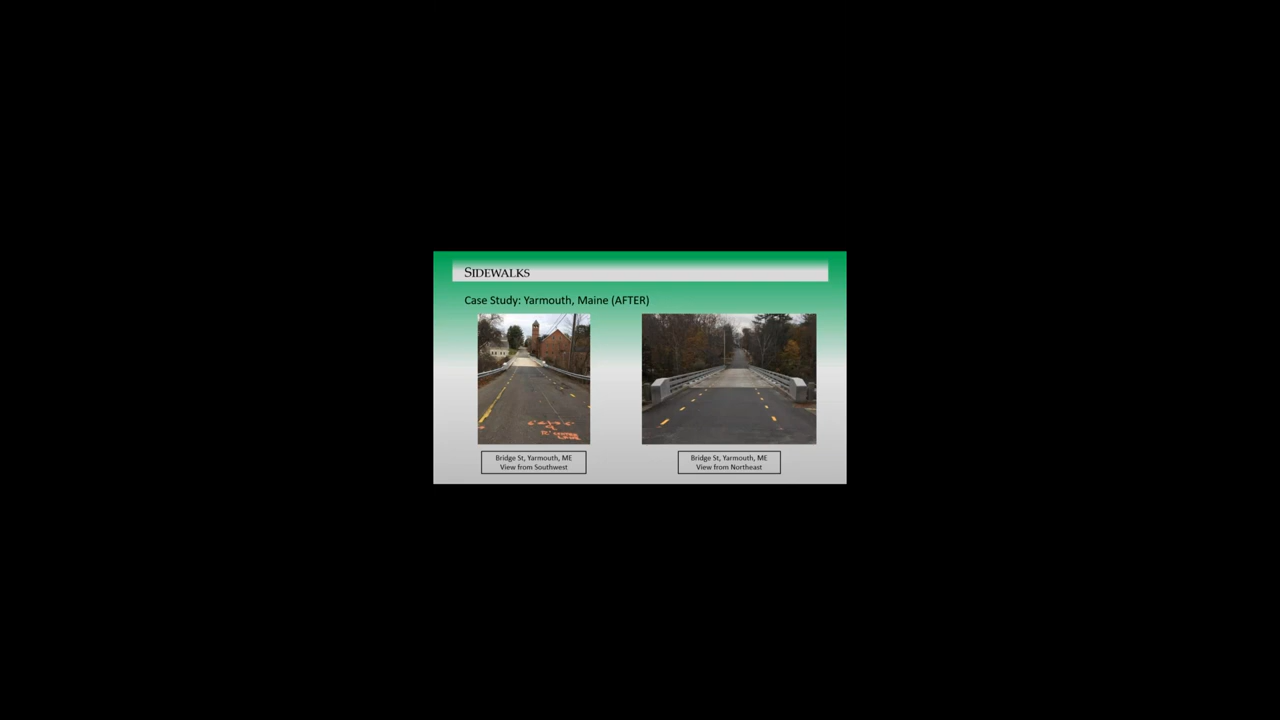 SIDEWALKS
Case Study: Yarmouth, Maine (AFTER)
Bridge St, Yarmouth, ME
View from Southwest
Bridge St, Yarmouth, ME
View from Northeast